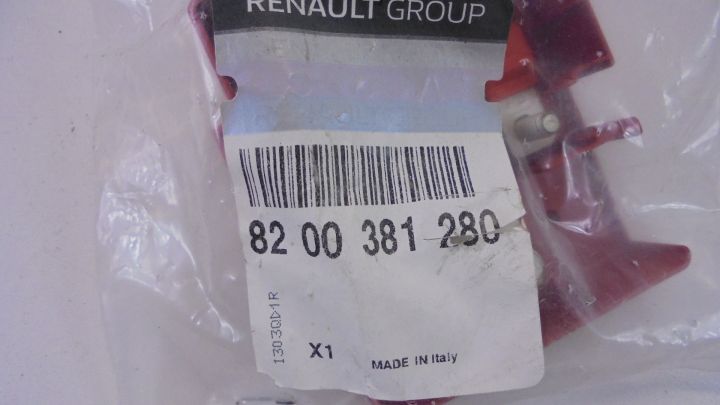 RENAULT GROUP
82 00 381 280
1303QD1R
X1
MADE IN Italy